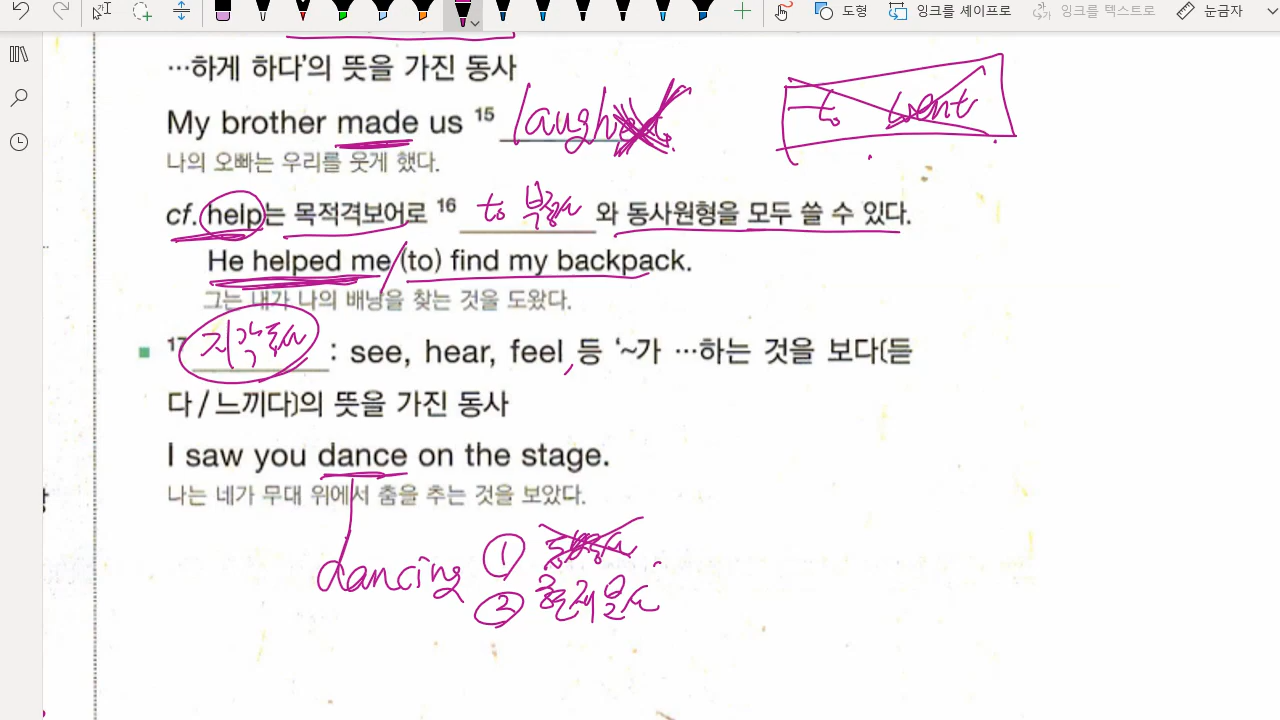 도형 잉크를 셰이프로 잉크를 텍스트로 눈금자
…하게 하다'의 뜻을 가진 동사
My brother made us 15 laugh
to went
나의 오빠는 우리를 웃게 했다.
cf. help는 목적격보어로 16 to 부정사 와 동사원형을 모두 쓸 수 있다.
He helped me (to) find my backpack.
그는 내가 나의 배낭을 찾는 것을 도왔다.
17 지각동사 : see, hear, feel, 등 '~가 …하는 것을 보다(듣
다/느끼다)의 뜻을 가진 동사
I saw you dance on the stage.
나는 네가 무대 위에서 춤을 추는 것을 보았다.
dancing ① 동명사
② 현재분사